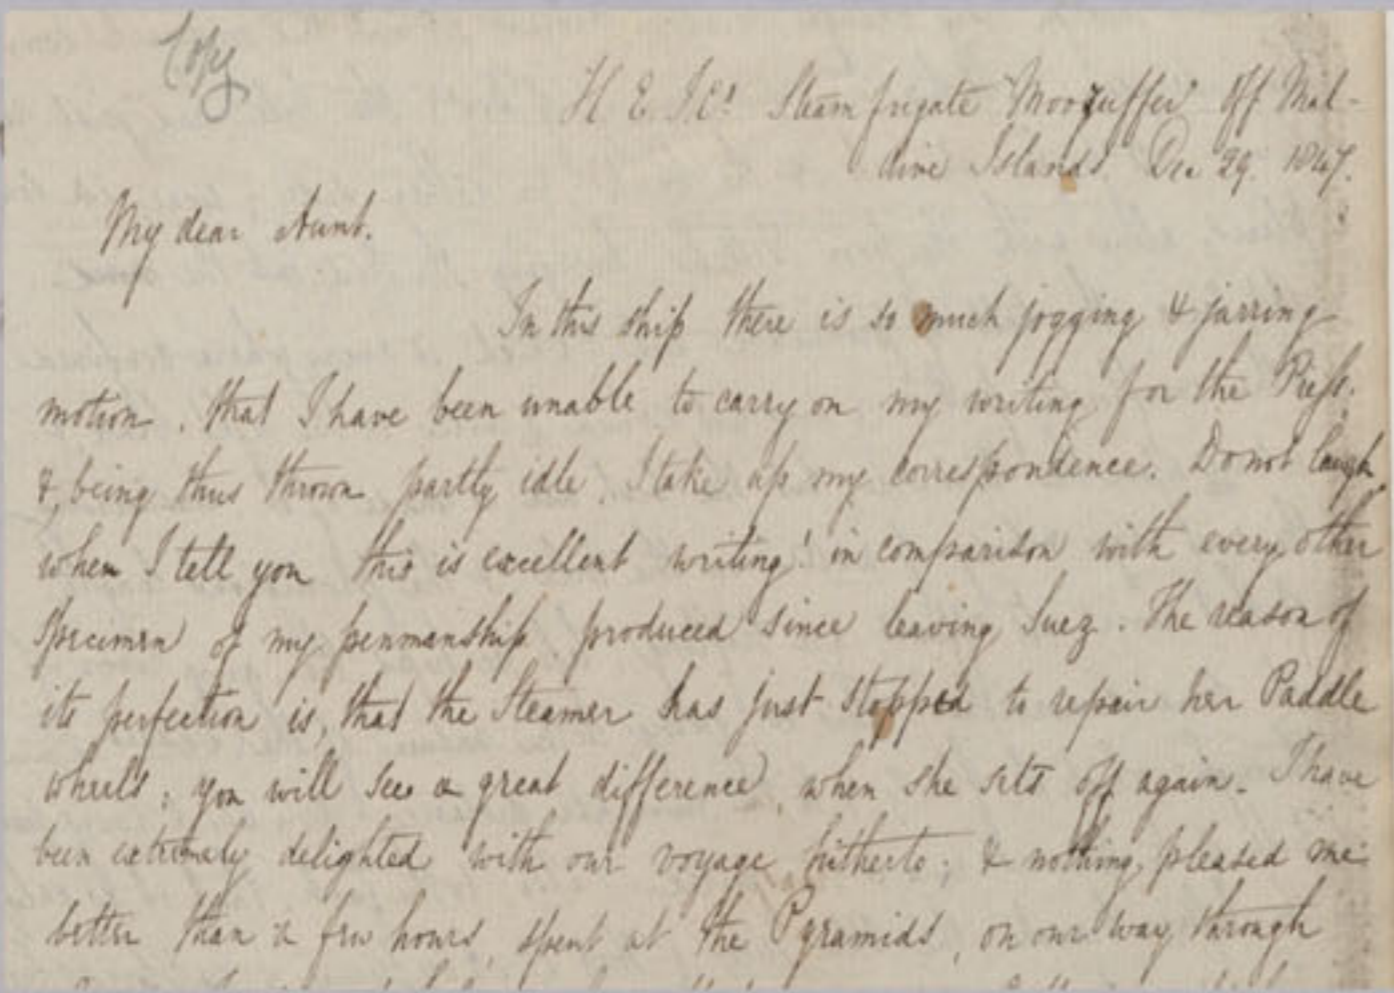 Copy
H. E. I. Cs. Steam frigate "Moozuffer" Off Mal-
dive Islands. Dec 29. 1847.
My dear Aunt.
In this ship there is so much jogging & jarring
motion, that I have been unable to carry on my writing for the Press.
&, being thus thrown partly idle, I take up my correspondence. Do not laugh,
when I tell you this is excellent writing! in comparison with every other
specimen of my penmanship produced since leaving Suez. The reason of
its perfection is, that the Steamer has just stopped to repair her Paddle
wheels; you will see a great difference, when she sets off again. I have
been extremely delighted with our voyage hitherto; & nothing, pleased me
better than a few hours, spent at the Pyramids, on our way through